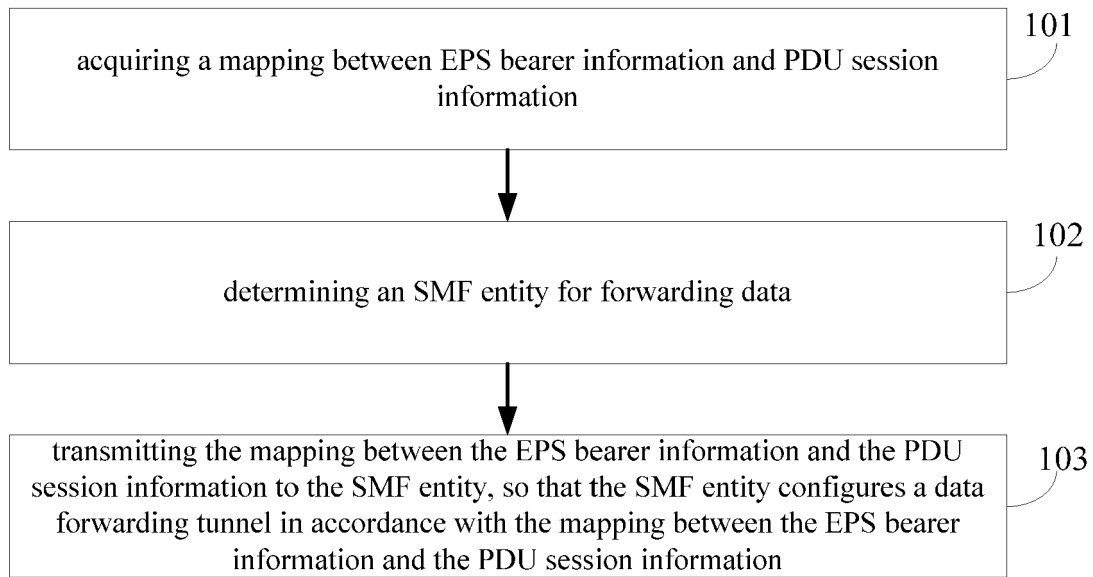 101
acquiring a mapping between EPS bearer information and PDU session
information
102
determining an SMF entity for forwarding data
103
transmitting the mapping between the EPS bearer information and the PDU
session information to the SMF entity, so that the SMF entity configures a data
forwarding tunnel in accordance with the mapping between the EPS bearer
information and the PDU session information